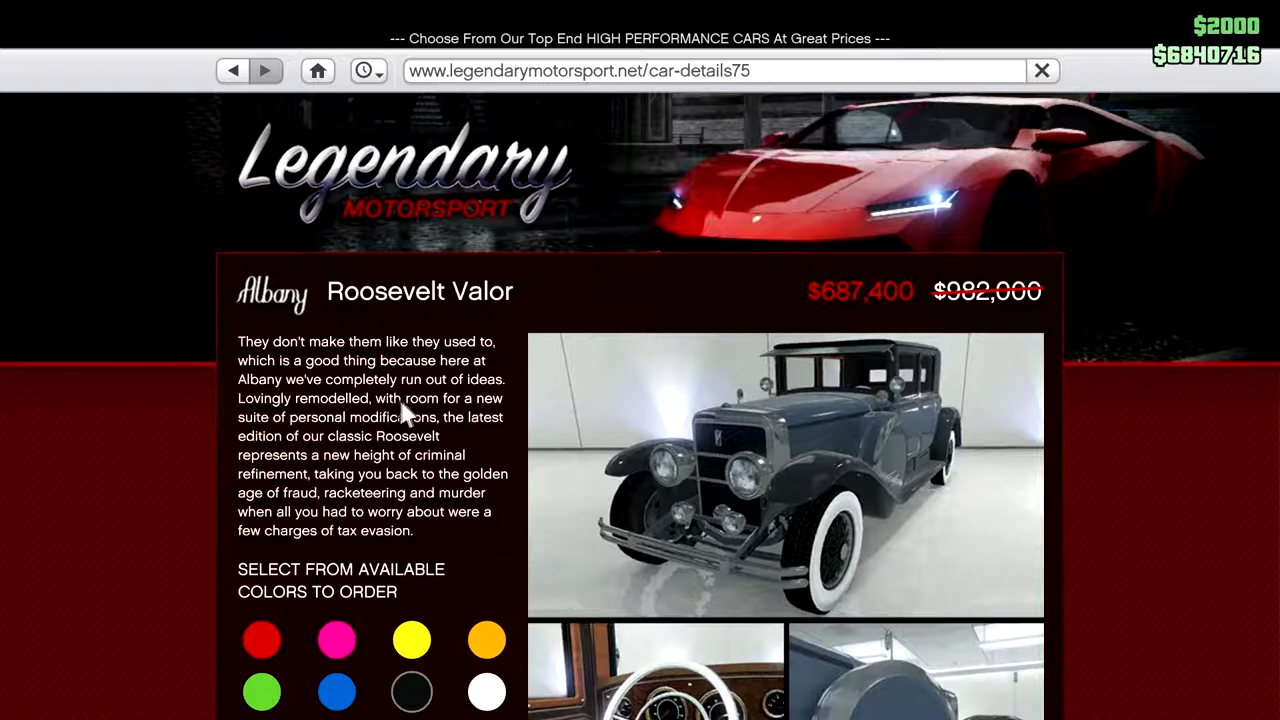 $2000
--- Choose From Our Top End HIGH PERFORMANCE CARS At Great Prices ---
$6840716
www.legendarymotorsport.net/car-details75
Legendary
MOTORSPORT
Albany Roosevelt Valor $687,400 $982,000
They don't make them like they used to,
which is a good thing because here at
Albany we've completely run out of ideas.
Lovingly remodelled, with room for a new
suite of personal modifications, the latest
edition of our classic Roosevelt
represents a new height of criminal
refinement, taking you back to the golden
age of fraud, racketeering and murder
when all you had to worry about were a
few charges of tax evasion.
SELECT FROM AVAILABLE
COLORS TO ORDER